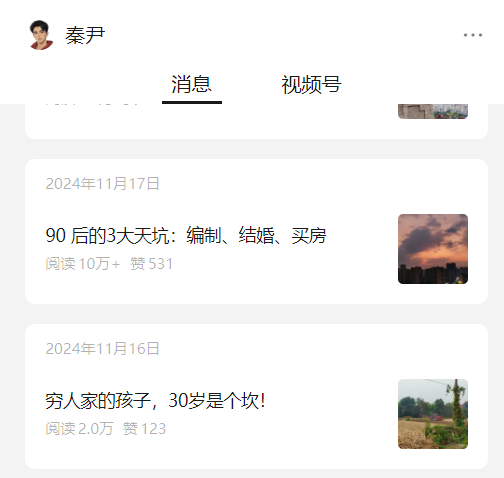 秦尹
消息 视频号
2024年11月17日
90 后的3大天坑：编制、结婚、买房
阅读 10万+ 赞 531
2024年11月16日
穷人家的孩子，30岁是个坎！
阅读 2.0万 赞 123